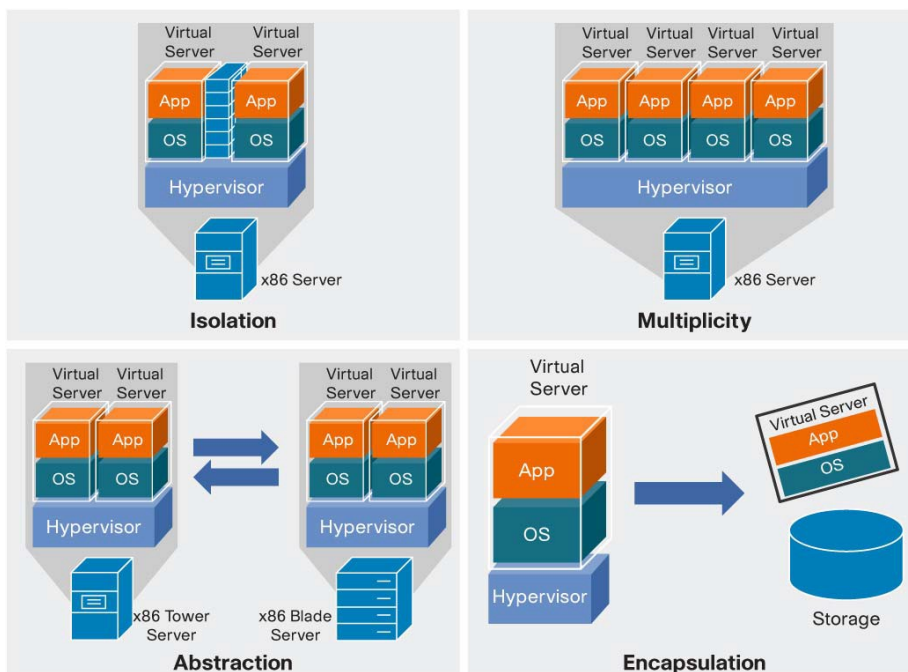 Virtual Server
Virtual Server
App
App
OS
OS
Hypervisor
x86 Server
Isolation
Virtual Server
Virtual Server
Virtual Server
Virtual Server
App
App
App
App
OS
OS
OS
OS
Hypervisor
x86 Server
Multiplicity
Virtual Server
Virtual Server
App
App
OS
OS
Hypervisor
x86 Tower
Server
Virtual Server
Virtual Server
App
App
OS
OS
Hypervisor
x86 Blade
Server
Abstraction
Virtual
Server
App
OS
Hypervisor
Virtual Server
App
OS
Storage
Encapsulation